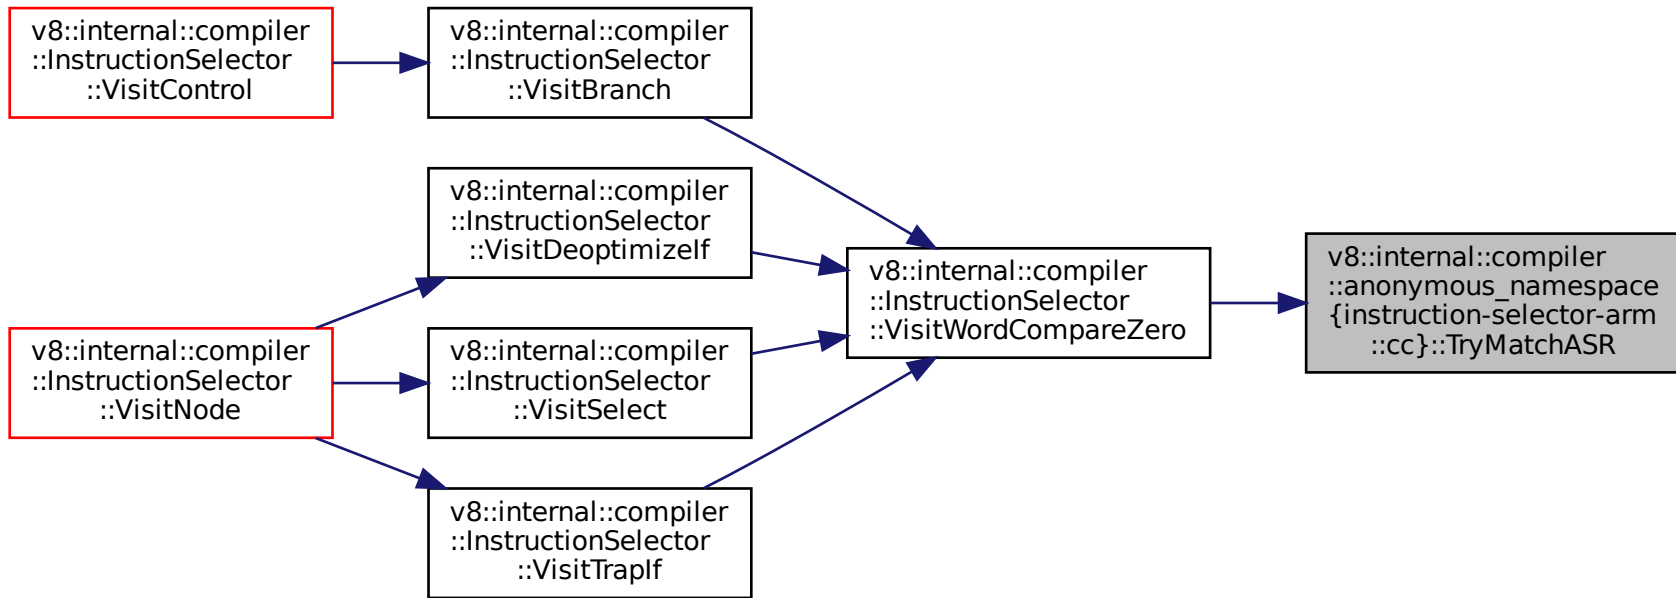 v8::internal::compiler
::InstructionSelector
::VisitControl
v8::internal::compiler
::InstructionSelector
::VisitBranch
v8::internal::compiler
::InstructionSelector
::VisitDeoptimizeIf
v8::internal::compiler
::InstructionSelector
::VisitWordCompareZero
v8::internal::compiler
::anonymous_namespace
{instruction-selector-arm
::cc}::TryMatchASR
v8::internal::compiler
::InstructionSelector
::VisitNode
v8::internal::compiler
::InstructionSelector
::VisitSelect
v8::internal::compiler
::InstructionSelector
::VisitTrapIf